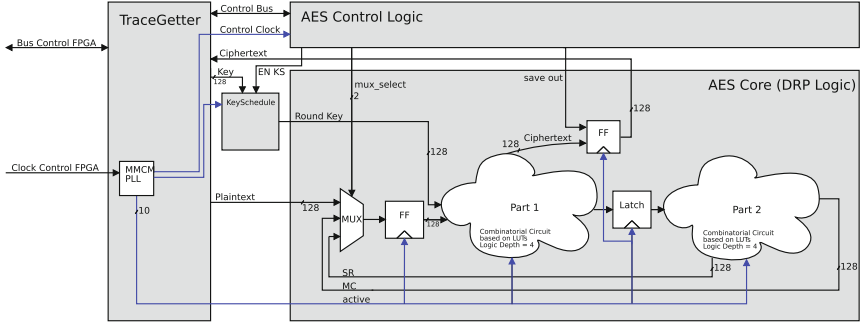 TraceGetter
Control Bus
AES Control Logic
Control Clock
Bus Control FPGA
Ciphertext
Key
128
EN KS
mux_select
2
save out
AES Core (DRP Logic)
KeySchedule
128
Round Key
FF
128
Ciphertext
128
Clock Control FPGA
MMCM
PLL
Plaintext
128
10
MUX
FF
128
Part 1
Combinatorial Circuit
based on LUTs
Logic Depth = 4
Latch
Part 2
Combinatorial Circuit
based on LUTs
Logic Depth = 4
SR
128
128
MC
active